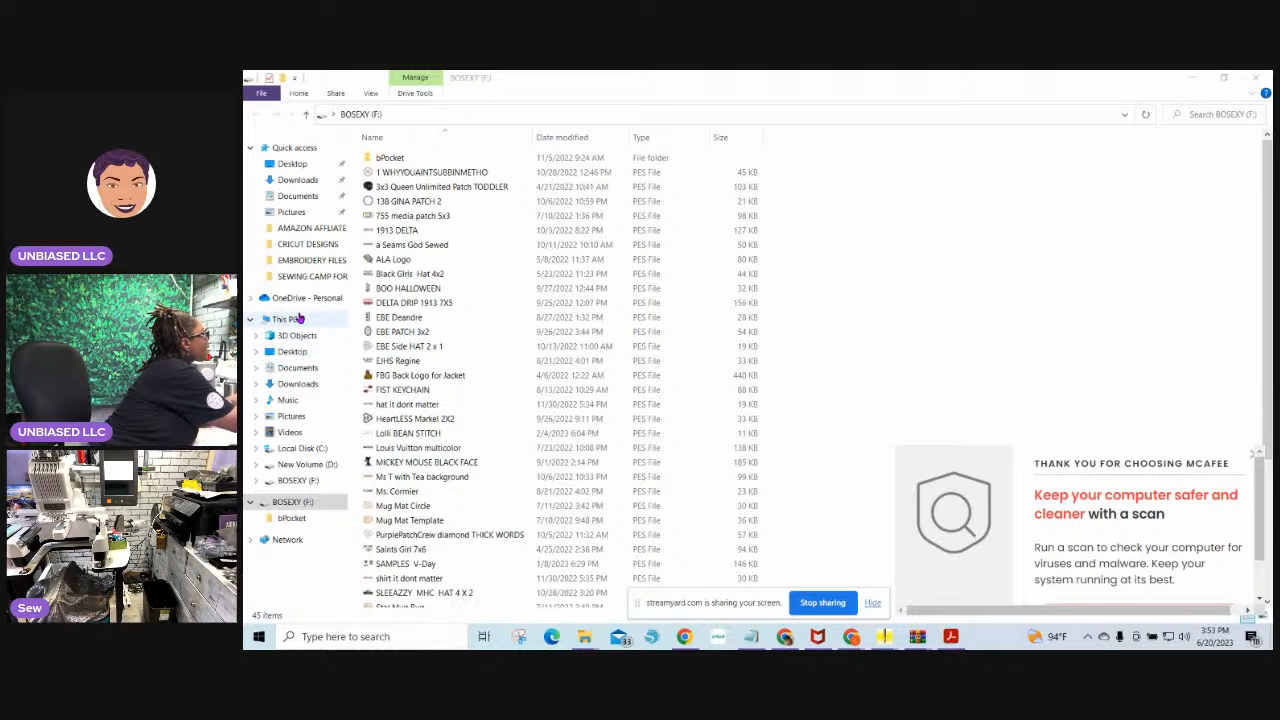 Manage
BOSEXY (F:)
File
Home
Share
View
Drive Tools
BOSEXY (F:)
Search BOSEXY (F:)
Name
Date modified
Type
Size
Quick access
Desktop
Downloads
Documents
Pictures
AMAZON AFFLIATE
CRICUT DESIGNS
EMBROIDERY FILES
SEWING CAMP FOR
OneDrive - Personal
This PC
3D Objects
Desktop
Documents
Downloads
Music
Pictures
Videos
Local Disk (C:)
New Volume (D:)
BOSEXY (F:)
BOSEXY (F:)
bPocket
Network
bPocket 11/5/2022 9:24 AM File folder
1 WHYYOUAINTSUBBINMETHO 10/28/2022 12:46 PM PES File 45 KB
3x3 Queen Unlimited Patch TODDLER 4/21/2022 10:41 AM PES File 103 KB
138 GINA PATCH 2 10/6/2022 10:59 PM PES File 21 KB
755 media patch 5x3 7/10/2022 1:36 PM PES File 98 KB
1913 DELTA 10/3/2022 8:22 PM PES File 127 KB
a Seams God Sewed 10/11/2022 10:10 AM PES File 50 KB
ALA Logo 5/8/2022 11:37 AM PES File 80 KB
Black Girls Hat 4x2 5/23/2022 11:23 PM PES File 44 KB
BOO HALLOWEEN 9/27/2022 12:44 PM PES File 32 KB
DELTA DRIP 1913 7X5 9/25/2022 12:07 PM PES File 156 KB
EBE Deandre 8/27/2022 1:32 PM PES File 28 KB
EBE PATCH 3x2 9/26/2022 3:44 PM PES File 54 KB
EBE Side HAT 2 x 1 10/13/2022 11:00 AM PES File 19 KB
EJHS Regine 8/21/2022 4:01 PM PES File 33 KB
FBG Back Logo for Jacket 4/6/2022 12:22 AM PES File 440 KB
FIST KEYCHAIN 8/13/2022 10:29 AM PES File 88 KB
hat it dont matter 11/30/2022 5:34 PM PES File 19 KB
HeartLESS Markel 2X2 9/26/2022 9:11 PM PES File 33 KB
Lolli BEAN STITCH 2/4/2023 6:04 PM PES File 11 KB
Louis Vuitton multicolor 7/10/2022 2:29 PM PES File 138 KB
MICKEY MOUSE BLACK FACE 9/1/2022 2:14 PM PES File 185 KB
Ms T with Tea background 10/6/2022 10:33 PM PES File 99 KB
Ms. Cormier 8/21/2022 4:02 PM PES File 23 KB
Mug Mat Circle 7/11/2022 3:42 PM PES File 30 KB
Mug Mat Template 7/10/2022 9:48 PM PES File 36 KB
PurplePatchCrew diamond THICK WORDS 10/5/2022 11:32 AM PES File 60 KB
Saints Girl 7x6 4/25/2022 2:38 PM PES File 94 KB
SAMPLES V-Day 1/8/2023 6:29 PM PES File 146 KB
shirt it dont matter 11/30/2022 5:35 PM PES File 30 KB
SLEEAZZY MHC HAT 4 X 2 10/28/2022 3:20 PM
45 items
streamyard.com is sharing your screen.
Stop sharing
Hide
THANK YOU FOR CHOOSING MCAFEE
Keep your computer safer and
cleaner with a scan
Run a scan to check your computer for
viruses and malware. Keep your
system running at its best.
Type here to search
33
94°F
3:53 PM
6/20/2023
18
UNBIASED LLC
UNBIASED LLC
Sew